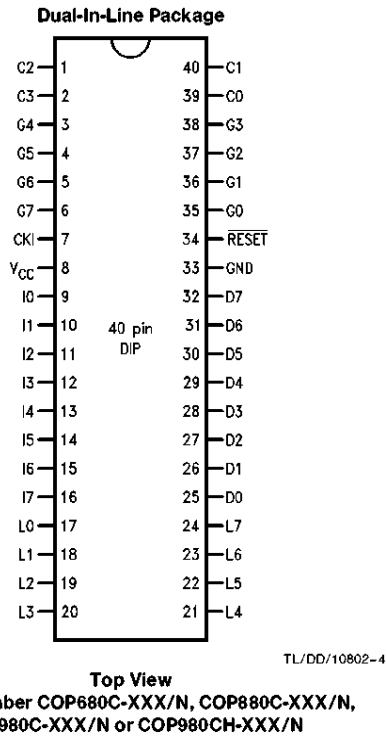 Dual-In-Line Package
C2 1 40 C1
C3 2 39 C0
G4 3 38 G3
G5 4 37 G2
G6 5 36 G1
G7 6 35 G0
CKI 7 34 RESET
VCC 8 33 GND
I0 9 32 D7
I1 10 31 D6
40 pin
DIP
I2 11 30 D5
I3 12 29 D4
I4 13 28 D3
I5 14 27 D2
I6 15 26 D1
I7 16 25 D0
L0 17 24 L7
L1 18 23 L6
L2 19 22 L5
L3 20 21 L4
TL/DD/10802-4
Top View
ber COP680C-XXX/N, COP880C-XXX/N,
980C-XXX/N or COP980CH-XXX/N